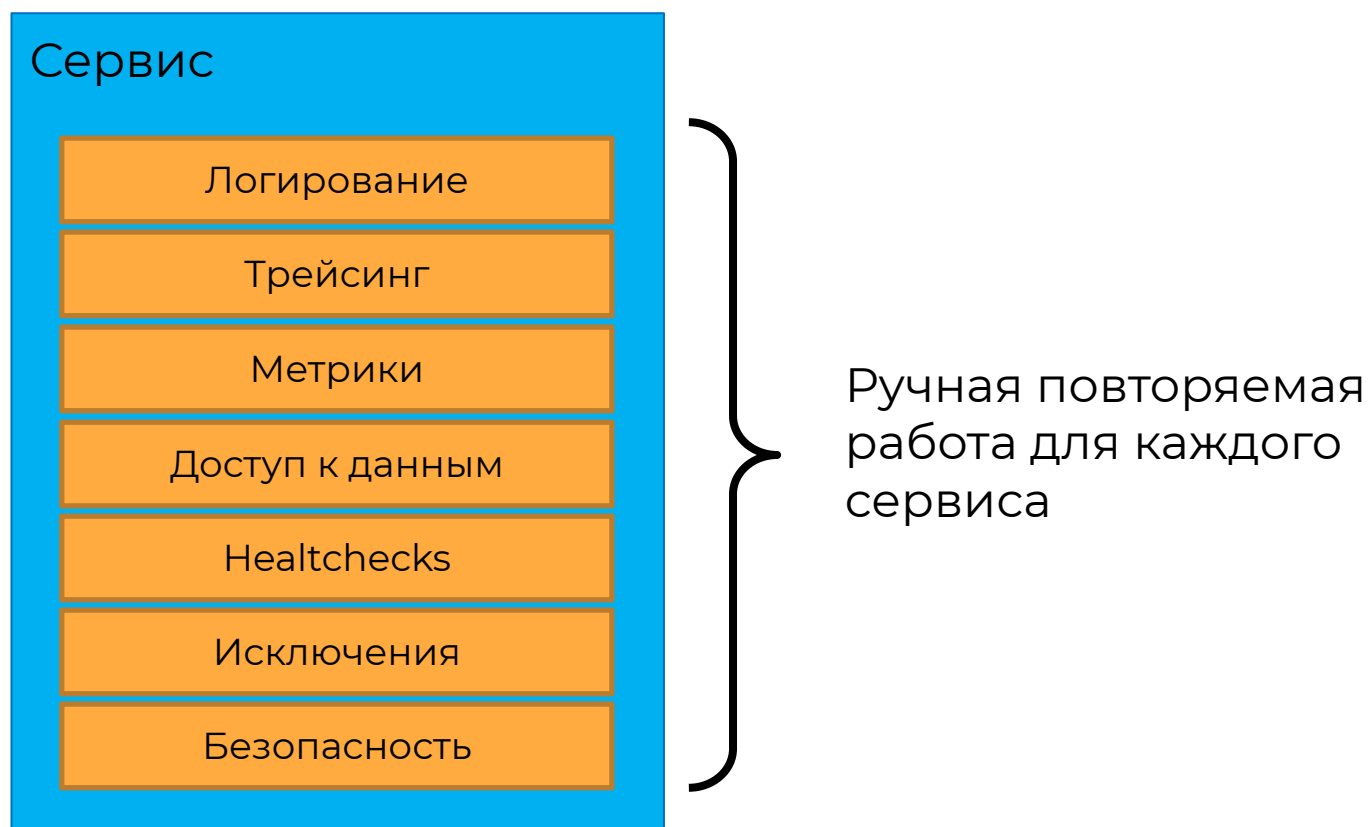 Сервис
Логирование
Трейсинг
Метрики
Доступ к данным
Healtchecks
Исключения
Безопасность
Ручная повторяемая
работа для каждого
сервиса